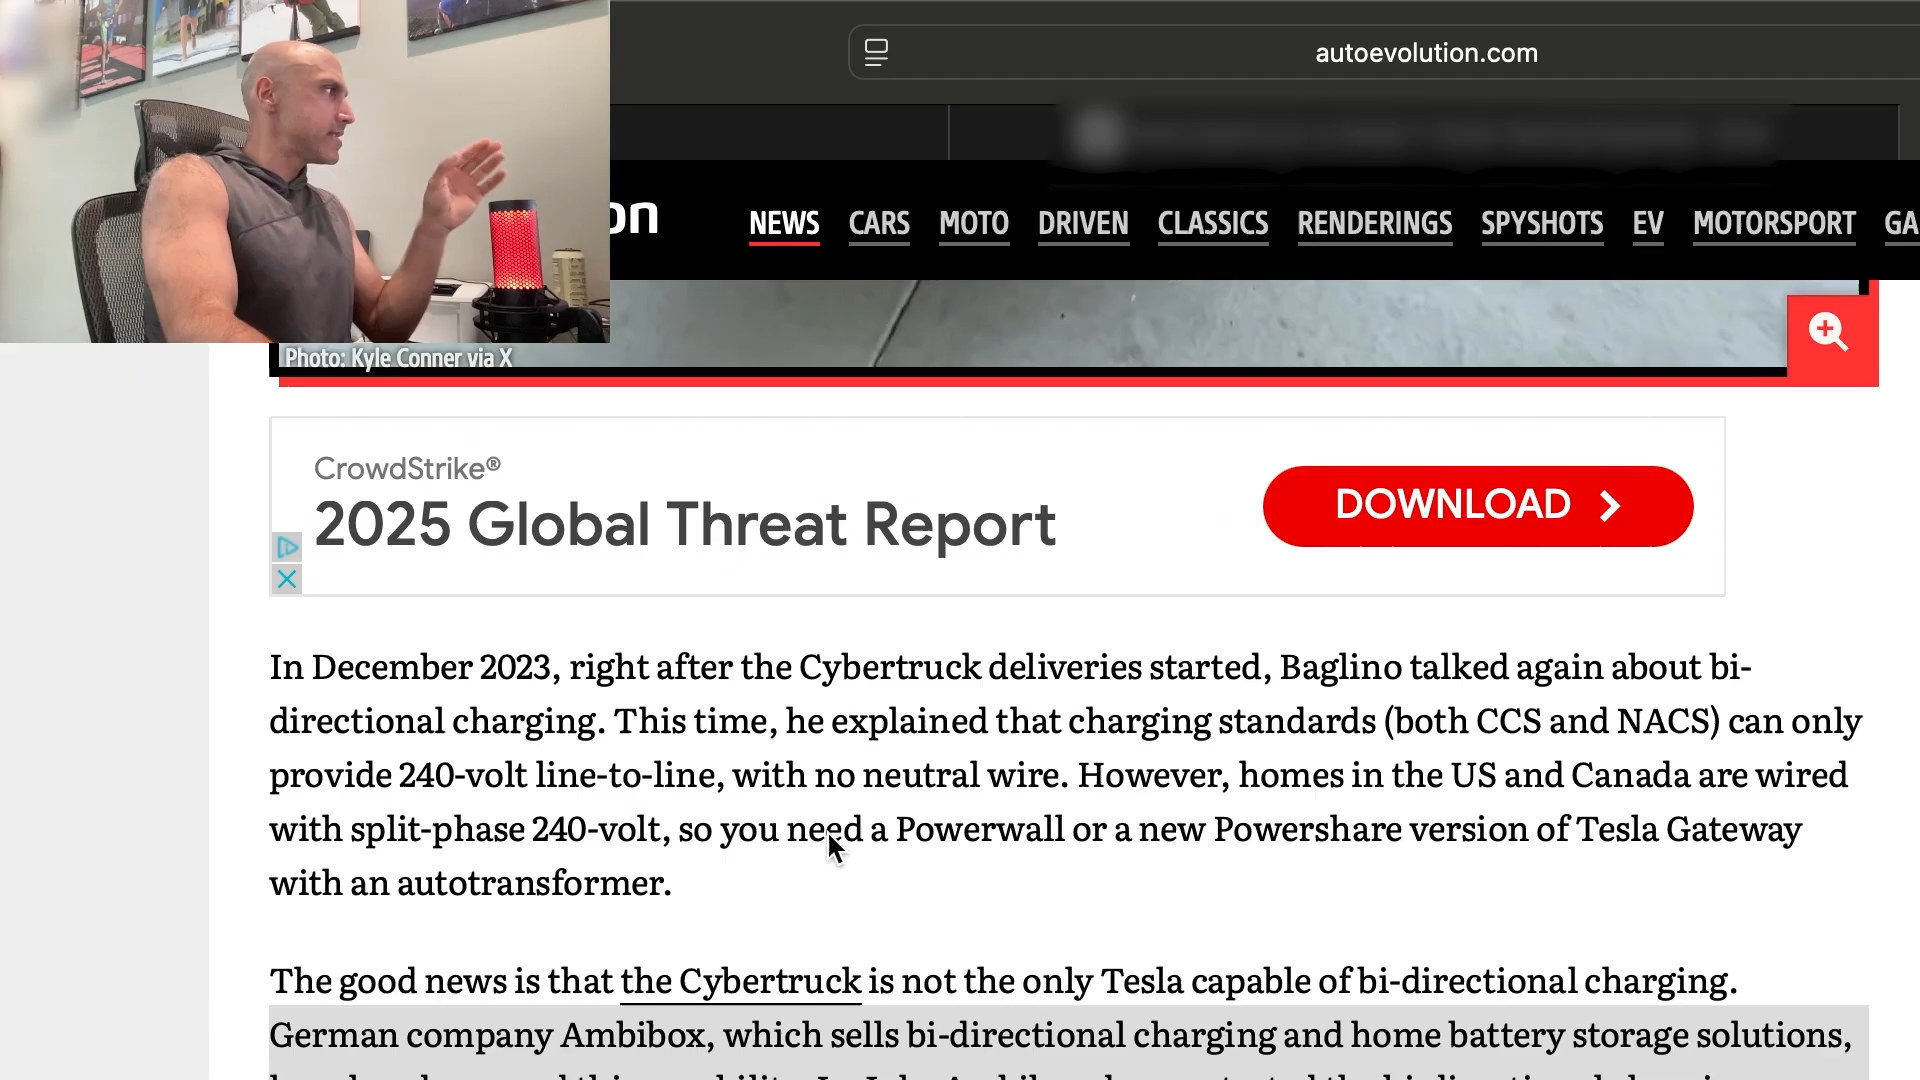 autoevolution.com
on
NEWS CARS MOTO DRIVEN CLASSICS RENDERINGS SPYSHOTS EV MOTORSPORT GA
Photo: Kyle Conner via X
CrowdStrike®
2025 Global Threat Report
DOWNLOAD
In December 2023, right after the Cybertruck deliveries started, Baglino talked again about bi-
directional charging. This time, he explained that charging standards (both CCS and NACS) can only
provide 240-volt line-to-line, with no neutral wire. However, homes in the US and Canada are wired
with split-phase 240-volt, so you need a Powerwall or a new Powershare version of Tesla Gateway
with an autotransformer.
The good news is that the Cybertruck is not the only Tesla capable of bi-directional charging.
German company Ambibox, which sells bi-directional charging and home battery storage solutions,